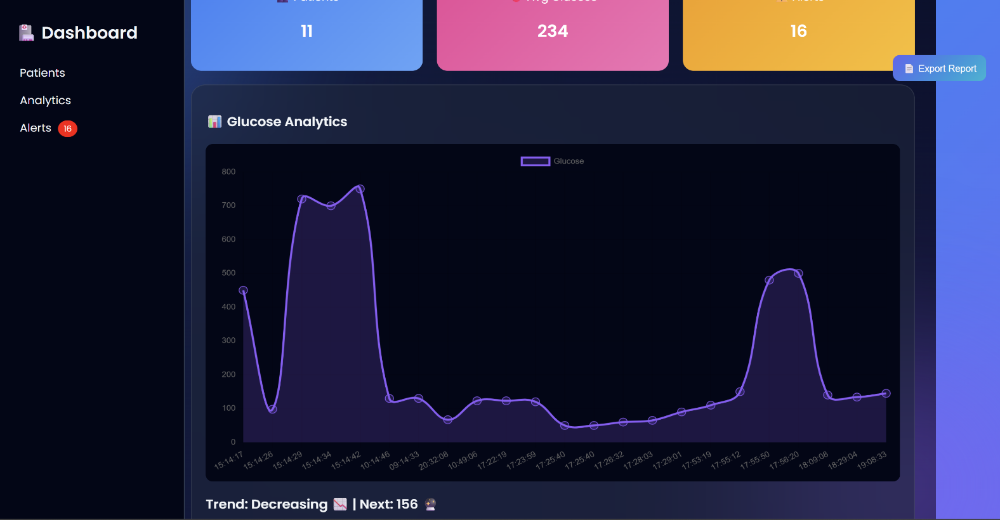 Dashboard
Patients
Analytics
Alerts 16
Patients
11
Avg Glucose
234
Alerts
16
Export Report
Glucose Analytics
Glucose
800
700
600
500
400
300
200
100
0
15:14:17 15:14:26 15:14:29 15:14:34 15:14:42 10:14:46 09:14:33 20:32:08 10:49:06 17:22:19 17:23:59 17:25:40 17:25:40 17:26:32 17:28:03 17:29:01 17:53:19 17:55:12 17:55:50 17:56:20 18:09:08 18:29:04 19:08:33
Trend: Decreasing 📉 | Next: 156 🔮